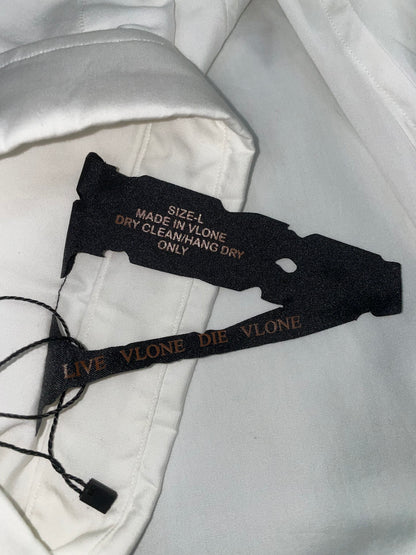 SIZE-L
MADE IN VLONE
DRY CLEAN/HANG DRY
ONLY
LIVE VLONE DIE VLONE